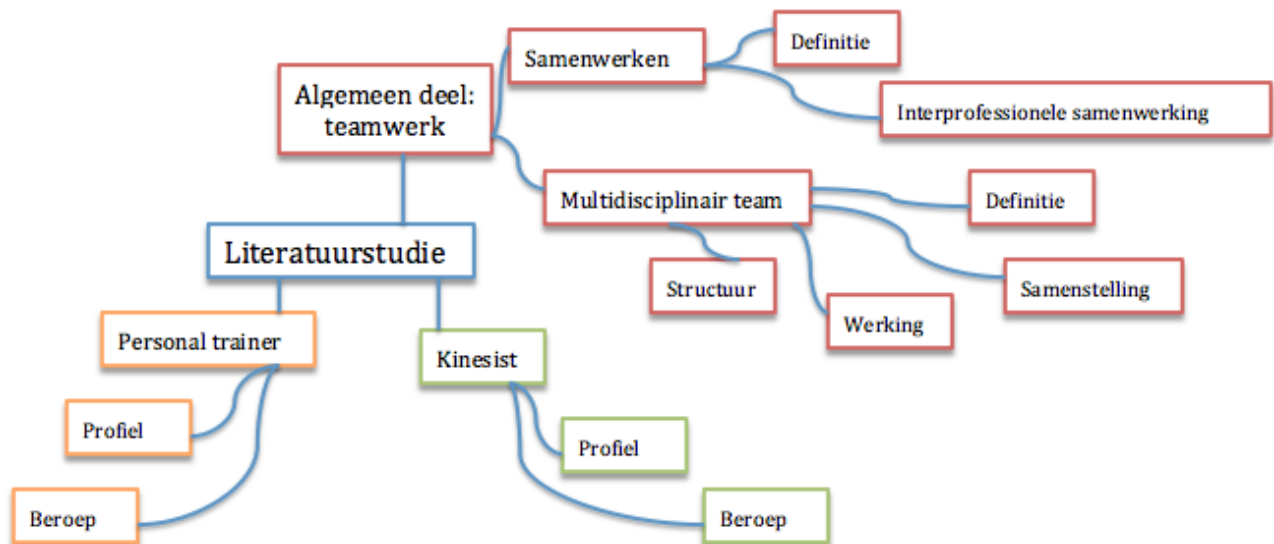 Samenwerken
Definitie
Algemeen deel:
teamwerk
Interprofessionele samenwerking
Multidisciplinair team
Definitie
Literatuurstudie
Structuur
Samenstelling
Werking
Personal trainer
Kinesist
Profiel
Profiel
Beroep
Beroep